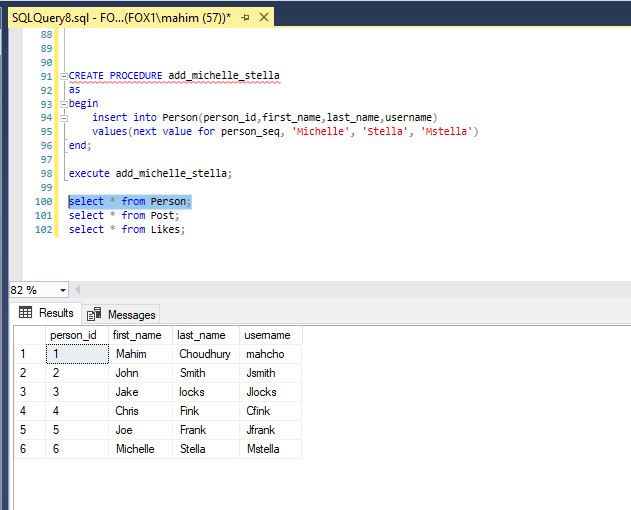 SQLQuery8.sql - FO...(FOX1\mahim (57))*
88
89
90
91 CREATE PROCEDURE add_michelle_stella
92 as
93 begin
94 insert into Person(person_id,first_name,last_name,username)
95 values(next value for person_seq, 'Michelle', 'Stella', 'Mstella')
96 end;
97
98 execute add_michelle_stella;
99
100 select * from Person;
101 select * from Post;
102 select * from Likes;
82 %
Results Messages
person_id first_name last_name username
1 1 Mahim Choudhury mahcho
2 2 John Smith Jsmith
3 3 Jake locks Jlocks
4 4 Chris Fink Cfink
5 5 Joe Frank Jfrank
6 6 Michelle Stella Mstella